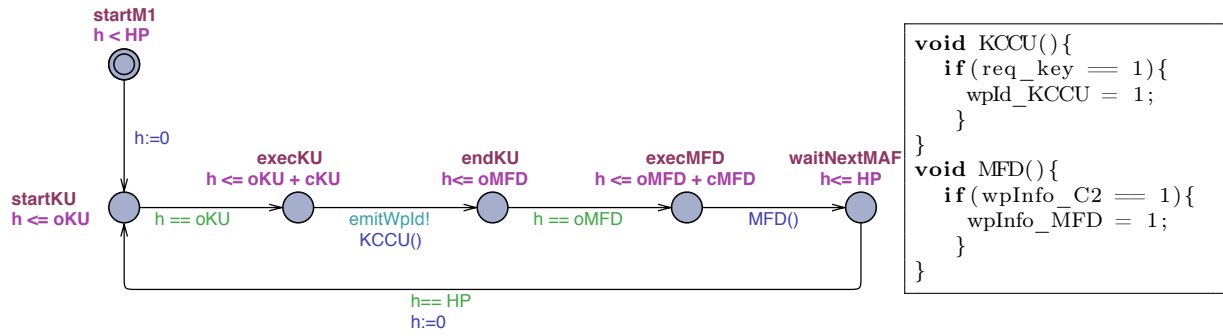 startM1
h < HP
h:=0
startKU
h <= oKU
h == oKU
execKU
h <= oKU + cKU
emitWpId!
KCCU()
endKU
h<= oMFD
h == oMFD
execMFD
h <= oMFD + cMFD
MFD()
waitNextMAF
h<= HP
h== HP
h:=0
void KCCU(){
if(req_key == 1){
wpId_KCCU = 1;
}
}
void MFD(){
if(wpInfo_C2 == 1){
wpInfo_MFD = 1;
}
}